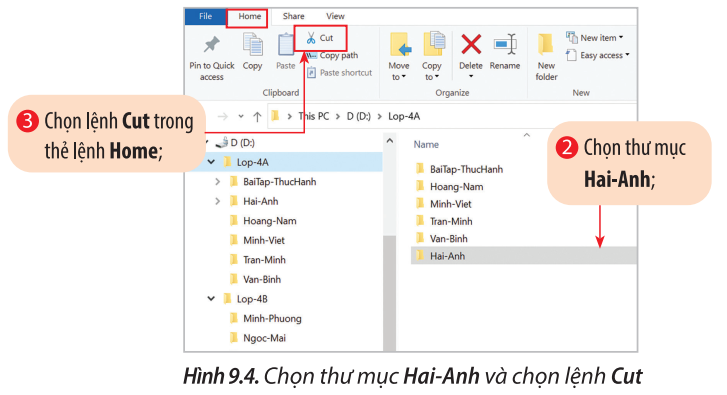 File Home Share View
Pin to Quick access
Copy
Paste
Cut
Copy path
Paste shortcut
Clipboard
Move to
Copy to
Delete
Rename
Organize
New folder
New item
Easy access
New
This PC > D (D:) > Lop-4A
3 Chọn lệnh Cut trong
thẻ lệnh Home;
D (D:)
Lop-4A
BaiTap-ThucHanh
Hai-Anh
Hoang-Nam
Minh-Viet
Tran-Minh
Van-Binh
Lop-4B
Minh-Phuong
Ngoc-Mai
Name
BaiTap-ThucHanh
Hoang-Nam
Minh-Viet
Tran-Minh
Van-Binh
Hai-Anh
2 Chọn thư mục
Hai-Anh;
Hình 9.4. Chọn thư mục Hai-Anh và chọn lệnh Cut